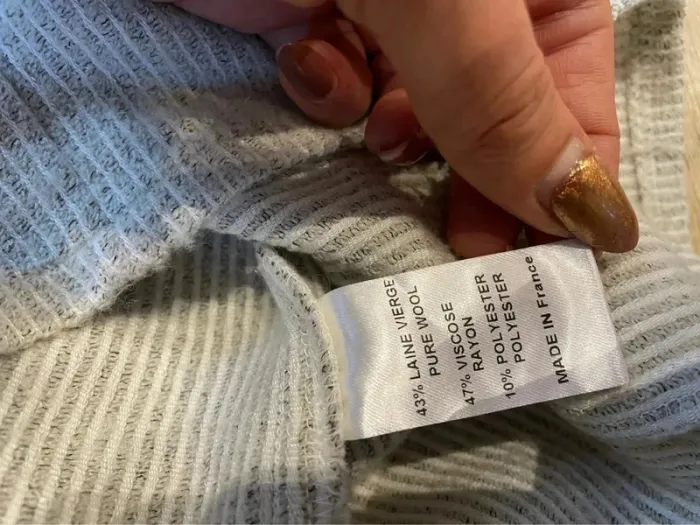 43% LAINE VIERGE
PURE WOOL
47% VISCOSE
RAYON
10% POLYESTER
POLYESTER
MADE IN France